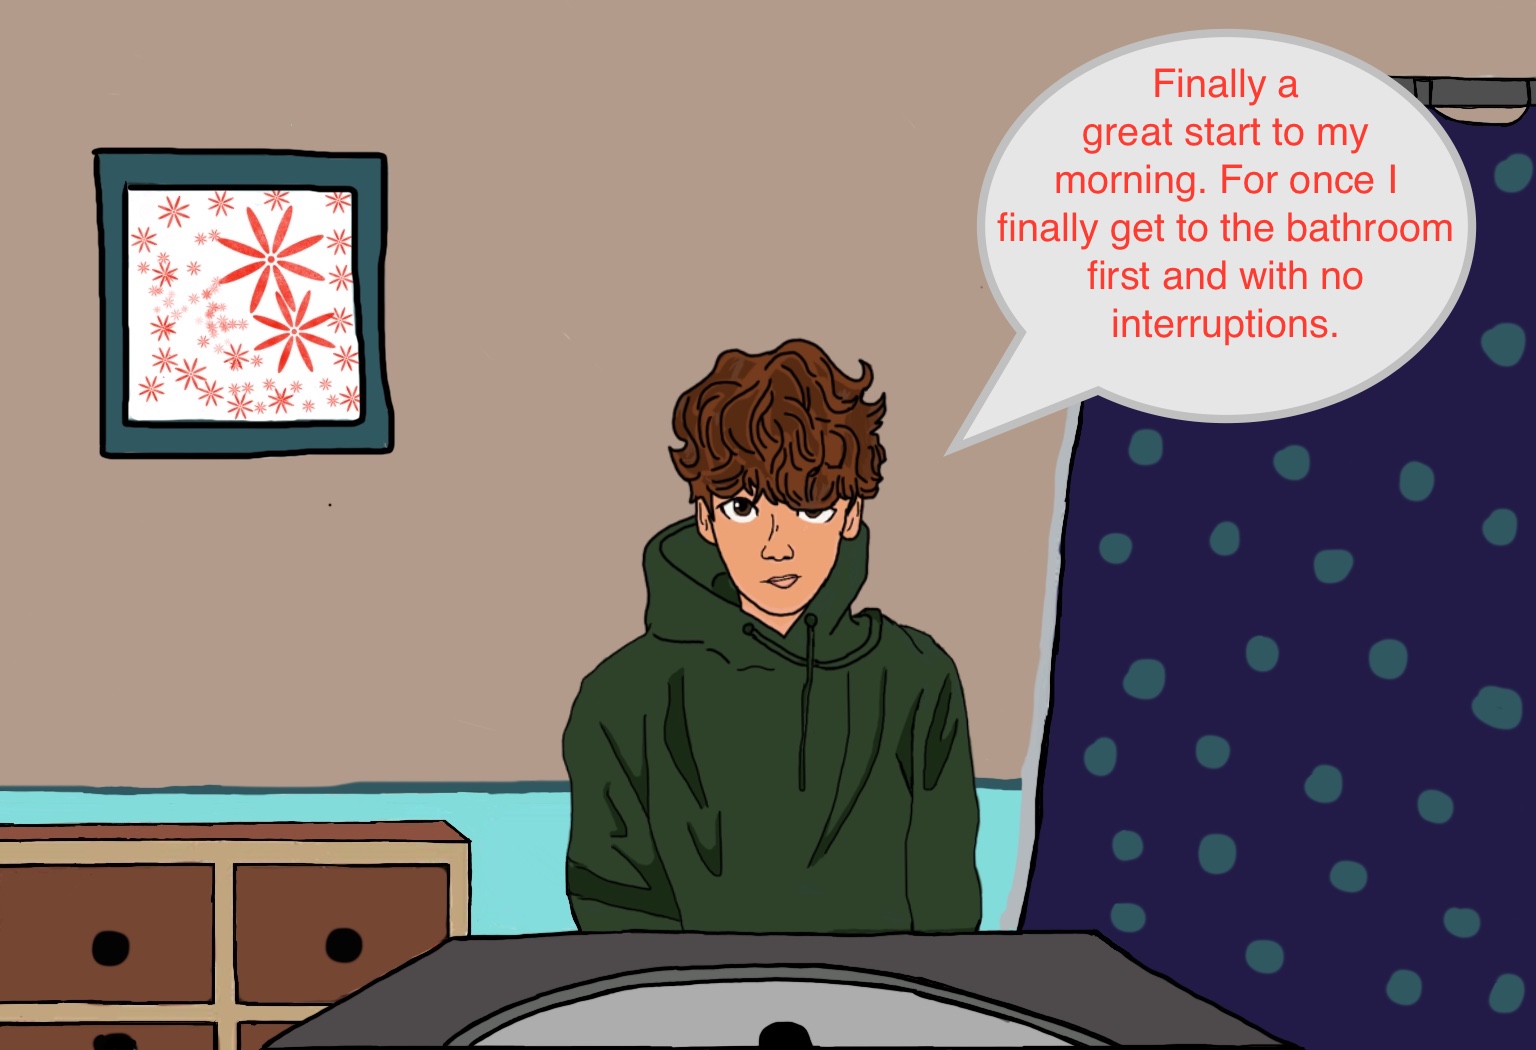 Finally a
great start to my
morning. For once I
finally get to the bathroom
first and with no
interruptions.